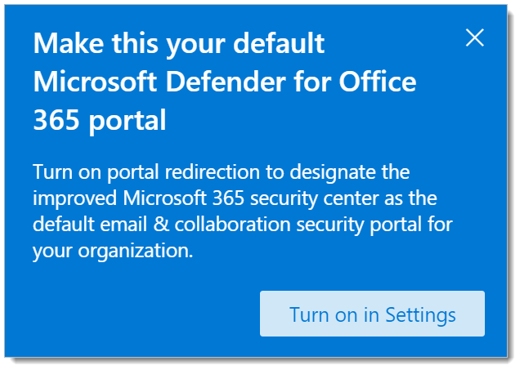 Make this your default
Microsoft Defender for Office
365 portal
Turn on portal redirection to designate the
improved Microsoft 365 security center as the
default email & collaboration security portal for
your organization.
Turn on in Settings